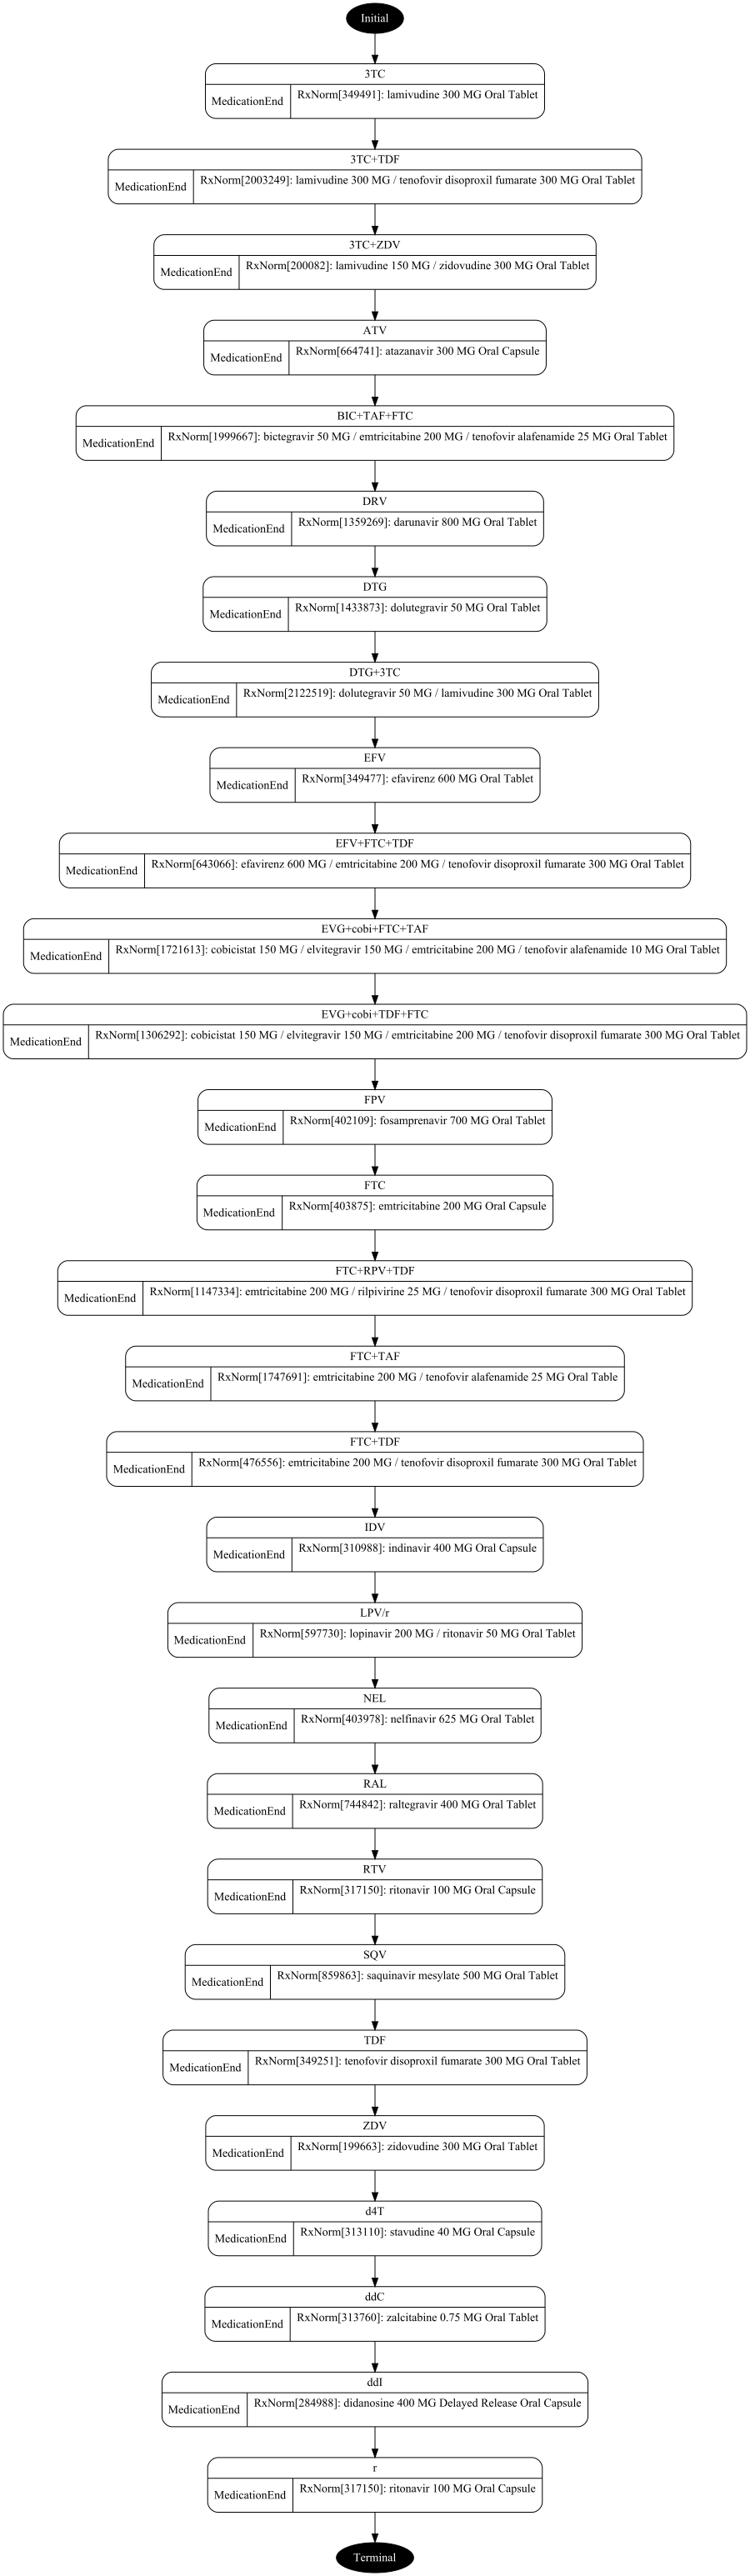 Initial
3TC
MedicationEnd
RxNorm[349491]: lamivudine 300 MG Oral Tablet
3TC+TDF
MedicationEnd
RxNorm[2003249]: lamivudine 300 MG / tenofovir disoproxil fumarate 300 MG Oral Tablet
3TC+ZDV
MedicationEnd
RxNorm[200082]: lamivudine 150 MG / zidovudine 300 MG Oral Tablet
ATV
MedicationEnd
RxNorm[664741]: atazanavir 300 MG Oral Capsule
BIC+TAF+FTC
MedicationEnd
RxNorm[1999667]: bictegravir 50 MG / emtricitabine 200 MG / tenofovir alafenamide 25 MG Oral Tablet
DRV
MedicationEnd
RxNorm[1359269]: darunavir 800 MG Oral Tablet
DTG
MedicationEnd
RxNorm[1433873]: dolutegravir 50 MG Oral Tablet
DTG+3TC
MedicationEnd
RxNorm[2122519]: dolutegravir 50 MG / lamivudine 300 MG Oral Tablet
EFV
MedicationEnd
RxNorm[349477]: efavirenz 600 MG Oral Tablet
EFV+FTC+TDF
MedicationEnd
RxNorm[643066]: efavirenz 600 MG / emtricitabine 200 MG / tenofovir disoproxil fumarate 300 MG Oral Tablet
EVG+cobi+FTC+TAF
MedicationEnd
RxNorm[1721613]: cobicistat 150 MG / elvitegravir 150 MG / emtricitabine 200 MG / tenofovir alafenamide 10 MG Oral Tablet
EVG+cobi+TDF+FTC
MedicationEnd
RxNorm[1306292]: cobicistat 150 MG / elvitegravir 150 MG / emtricitabine 200 MG / tenofovir disoproxil fumarate 300 MG Oral Tablet
FPV
MedicationEnd
RxNorm[402109]: fosamprenavir 700 MG Oral Tablet
FTC
MedicationEnd
RxNorm[403875]: emtricitabine 200 MG Oral Capsule
FTC+RPV+TDF
MedicationEnd
RxNorm[1147334]: emtricitabine 200 MG / rilpivirine 25 MG / tenofovir disoproxil fumarate 300 MG Oral Tablet
FTC+TAF
MedicationEnd
RxNorm[1747691]: emtricitabine 200 MG / tenofovir alafenamide 25 MG Oral Table
FTC+TDF
MedicationEnd
RxNorm[476556]: emtricitabine 200 MG / tenofovir disoproxil fumarate 300 MG Oral Tablet
IDV
MedicationEnd
RxNorm[310988]: indinavir 400 MG Oral Capsule
LPV/r
MedicationEnd
RxNorm[597730]: lopinavir 200 MG / ritonavir 50 MG Oral Tablet
NEL
MedicationEnd
RxNorm[403978]: nelfinavir 625 MG Oral Tablet
RAL
MedicationEnd
RxNorm[744842]: raltegravir 400 MG Oral Tablet
RTV
MedicationEnd
RxNorm[317150]: ritonavir 100 MG Oral Capsule
SQV
MedicationEnd
RxNorm[859863]: saquinavir mesylate 500 MG Oral Tablet
TDF
MedicationEnd
RxNorm[349251]: tenofovir disoproxil fumarate 300 MG Oral Tablet
ZDV
MedicationEnd
RxNorm[199663]: zidovudine 300 MG Oral Tablet
d4T
MedicationEnd
RxNorm[313110]: stavudine 40 MG Oral Capsule
ddC
MedicationEnd
RxNorm[313760]: zalcitabine 0.75 MG Oral Tablet
ddI
MedicationEnd
RxNorm[284988]: didanosine 400 MG Delayed Release Oral Capsule
r
MedicationEnd
RxNorm[317150]: ritonavir 100 MG Oral Capsule
Terminal